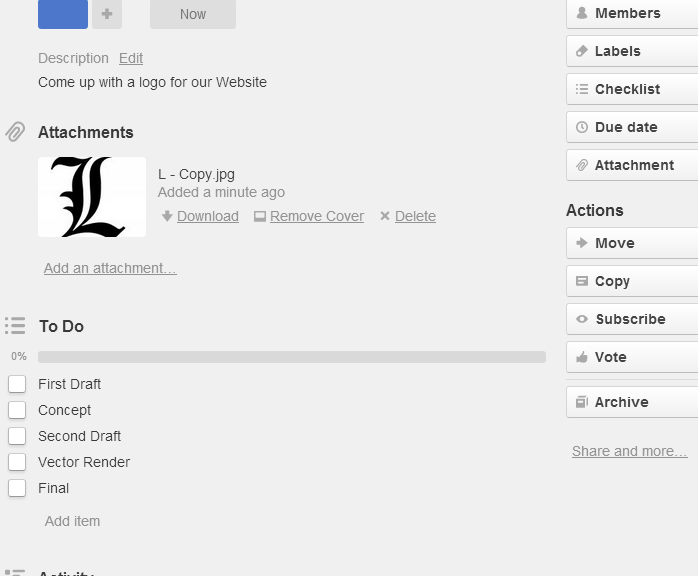 Now
Description Edit
Come up with a logo for our Website
Attachments
L
L - Copy.jpg
Added a minute ago
Download Remove Cover Delete
Add an attachment...
To Do
0%
First Draft
Concept
Second Draft
Vector Render
Final
Add item
Activity
Members
Labels
Checklist
Due date
Attachment
Actions
Move
Copy
Subscribe
Vote
Archive
Share and more...